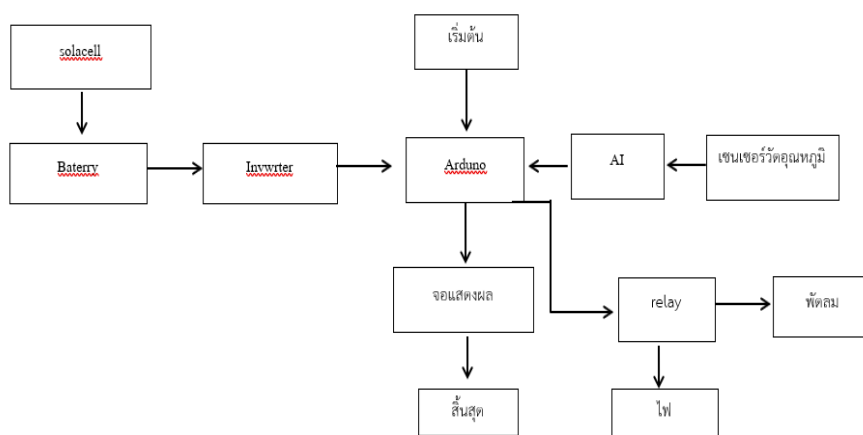 เริ่มต้น
solacell
Baterry
Invwrter
Arduno
AI
เซนเซอร์วัดอุณหภูมิ
จอแสดงผล
relay
พัดลม
สิ้นสุด
ไฟ